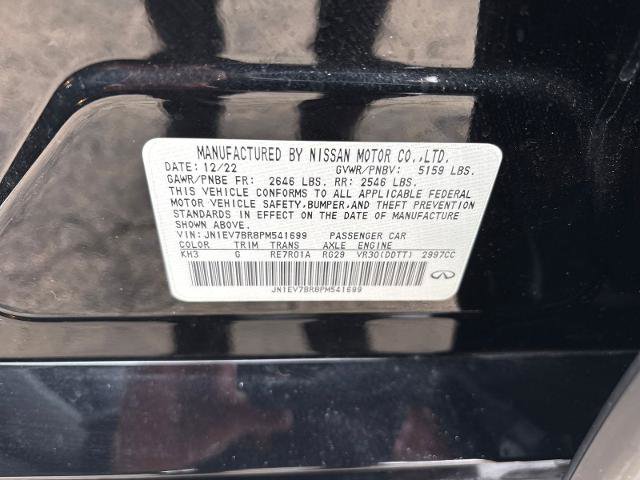 MANUFACTURED BY NISSAN MOTOR CO.,LTD.
DATE: 12/22 GVWR/PNBV: 5159 LBS.
GAWR/PNBE FR: 2646 LBS. RR: 2546 LBS.
THIS VEHICLE CONFORMS TO ALL APPLICABLE FEDERAL
MOTOR VEHICLE SAFETY,BUMPER,AND THEFT PREVENTION
STANDARDS IN EFFECT ON THE DATE OF MANUFACTURE
SHOWN ABOVE.
VIN: JN1EV7BR8PM541699 PASSENGER CAR
COLOR TRIM TRANS AXLE ENGINE
KH3 G RE7R01A RG29 VR30(DDTT) 2997CC
JN1EV7BR8PM541699